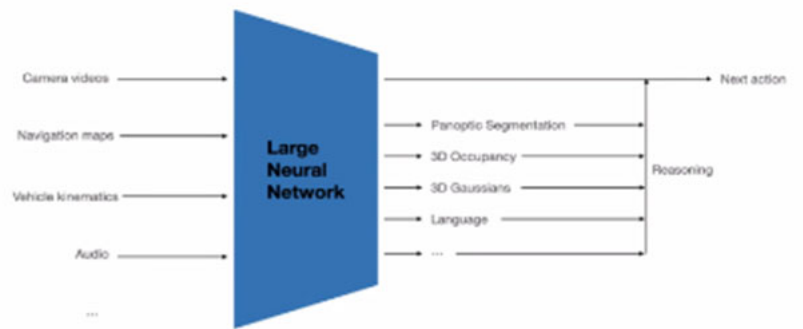 Camera videos
Navigation maps
Vehicle kinematics
Audio
...
Large
Neural
Network
Next action
Panoptic Segmentation
3D Occupancy
3D Gaussians
Language
...
Reasoning